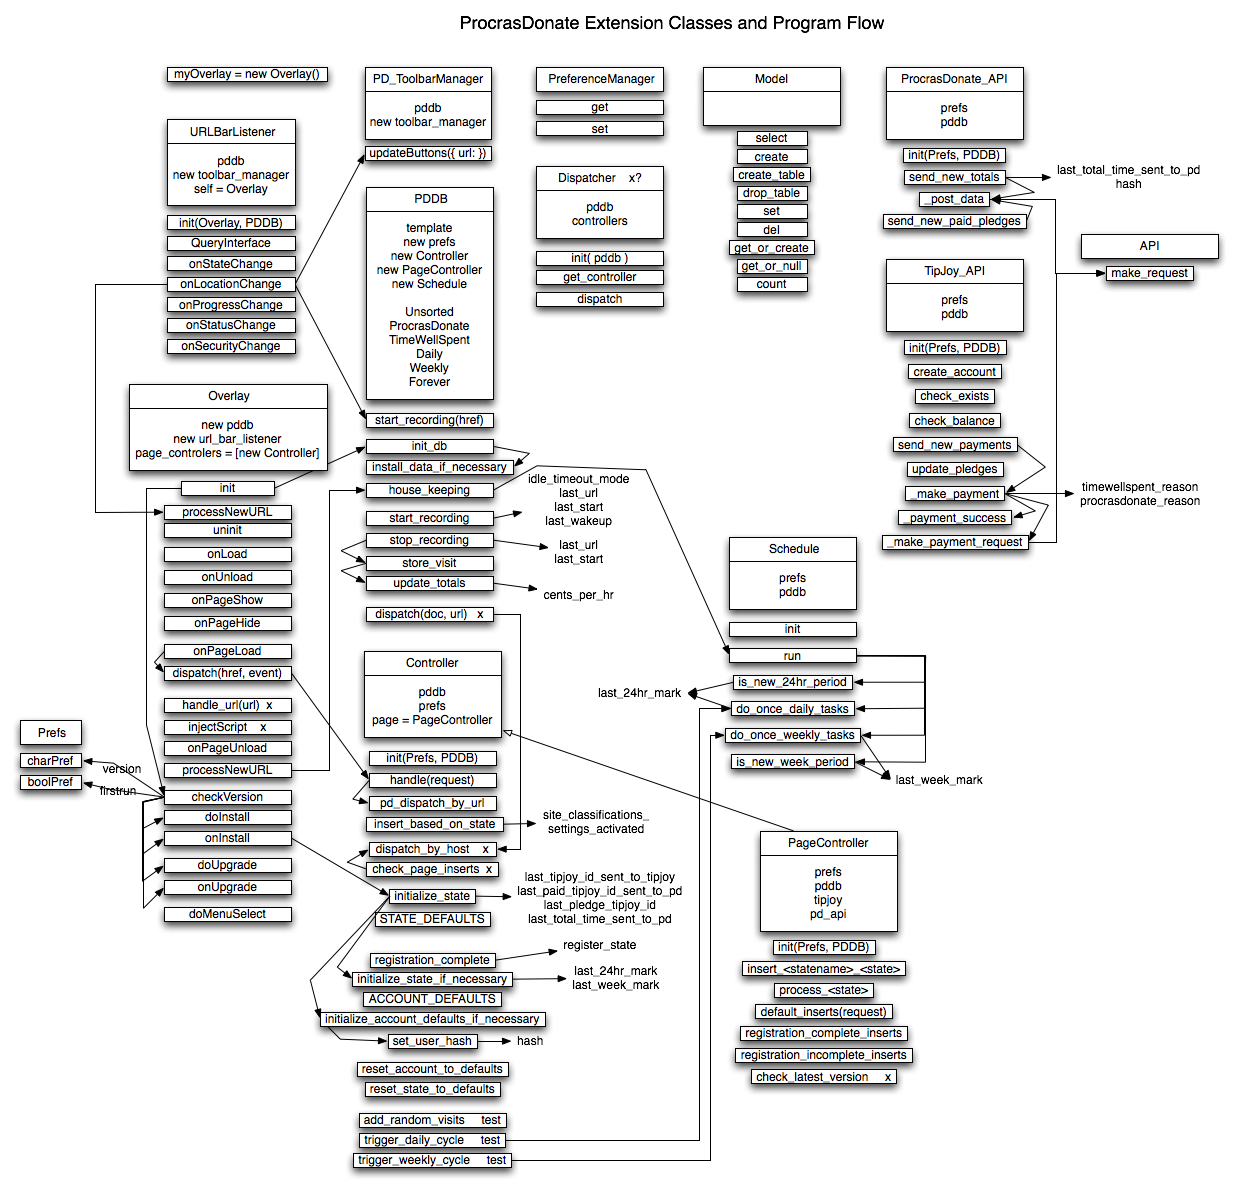 ProcrasDonate Extension Classes and Program Flow
myOverlay = new Overlay()
URLBarListener
pddb
new toolbar_manager
self = Overlay
init(Overlay, PDDB)
QueryInterface
onStateChange
onLocationChange
onProgressChange
onStatusChange
onSecurityChange
Overlay
new pddb
new url_bar_listener
page_controlers = [new Controller]
init
processNewURL
uninit
onLoad
onUnload
onPageShow
onPageHide
onPageLoad
dispatch(href, event)
handle_url(url) x
injectScript x
onPageUnload
processNewURL
checkVersion
doInstall
onInstall
doUpgrade
onUpgrade
doMenuSelect
Prefs
charPref
boolPref
version
firstrun
PD_ToolbarManager
pddb
new toolbar_manager
updateButtons({ url: })
PDDB
template
new prefs
new Controller
new PageController
new Schedule
Unsorted
ProcrasDonate
TimeWellSpent
Daily
Weekly
Forever
start_recording(href)
init_db
install_data_if_necessary
house_keeping
start_recording
stop_recording
store_visit
update_totals
dispatch(doc, url) x
idle_timeout_mode
last_url
last_start
last_wakeup
last_url
last_start
cents_per_hr
Controller
pddb
prefs
page = PageController
init(Prefs, PDDB)
handle(request)
pd_dispatch_by_url
insert_based_on_state
dispatch_by_host x
check_page_inserts x
initialize_state
STATE_DEFAULTS
registration_complete
initialize_state_if_necessary
ACCOUNT_DEFAULTS
initialize_account_defaults_if_necessary
set_user_hash
reset_account_to_defaults
reset_state_to_defaults
add_random_visits test
trigger_daily_cycle test
trigger_weekly_cycle test
site_classifications_
settings_activated
last_tipjoy_id_sent_to_tipjoy
last_paid_tipjoy_id_sent_to_pd
last_pledge_tipjoy_id
last_total_time_sent_to_pd
register_state
last_24hr_mark
last_week_mark
hash
PreferenceManager
get
set
Dispatcher x?
pddb
controllers
init( pddb )
get_controller
dispatch
Model
select
create
create_table
drop_table
set
del
get_or_create
get_or_null
count
Schedule
prefs
pddb
init
run
is_new_24hr_period
do_once_daily_tasks
do_once_weekly_tasks
is_new_week_period
last_24hr_mark
last_week_mark
PageController
prefs
pddb
tipjoy
pd_api
init(Prefs, PDDB)
insert_<statename>_<state>
process_<state>
default_inserts(request)
registration_complete_inserts
registration_incomplete_inserts
check_latest_version x
ProcrasDonate_API
prefs
pddb
init(Prefs, PDDB)
send_new_totals
_post_data
send_new_paid_pledges
last_total_time_sent_to_pd
hash
API
make_request
TipJoy_API
prefs
pddb
init(Prefs, PDDB)
create_account
check_exists
check_balance
send_new_payments
update_pledges
_make_payment
_payment_success
_make_payment_request
timewellspent_reason
procrasdonate_reason